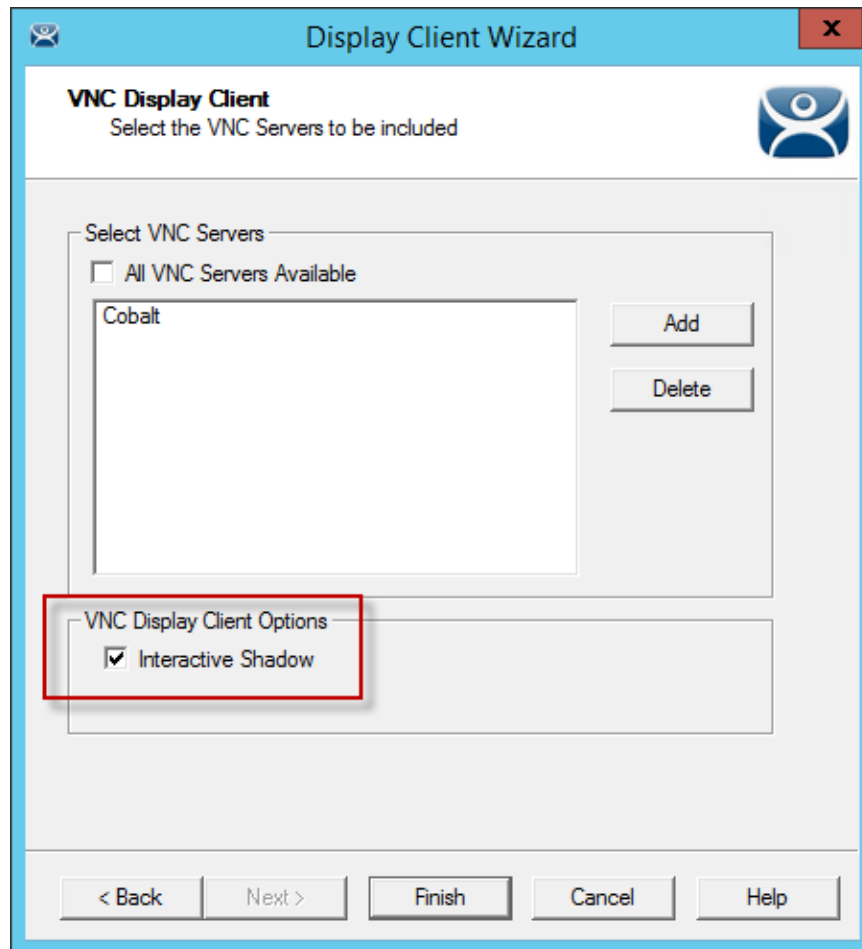 Display Client Wizard
x
VNC Display Client
Select the VNC Servers to be included
Select VNC Servers
All VNC Servers Available
Cobalt
Add
Delete
VNC Display Client Options
Interactive Shadow
< Back
Next >
Finish
Cancel
Help